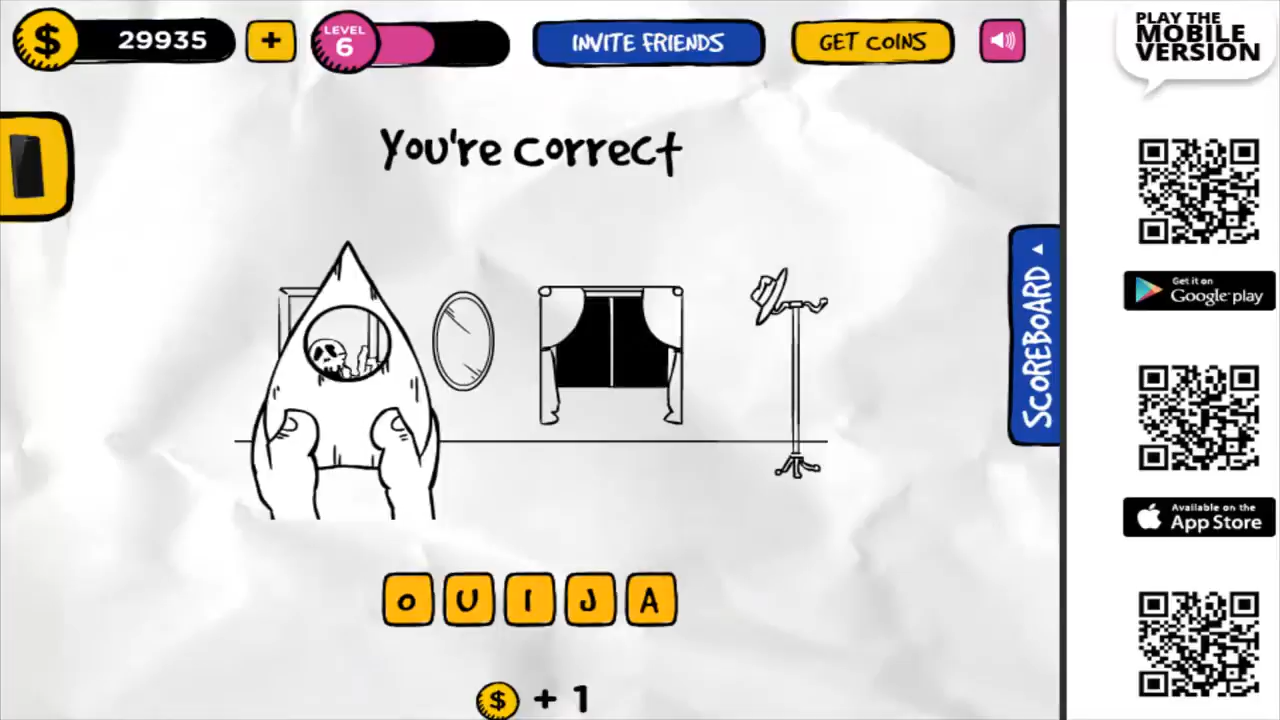 $ 29935 +
LEVEL
6
INVITE FRIENDS
GET COINS
PLAY THE
MOBILE
VERSION
You're correct
SCOREBOARD
Get it on
Google play
Available on the
App Store
O U I J A
$ + 1